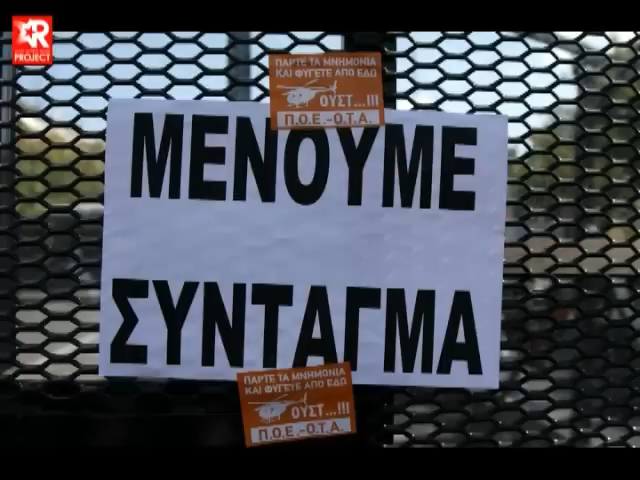 R
PROJECT
ΠΑΡΤΕ ΤΑ ΜΝΗΜΟΝΙΑ
ΚΑΙ ΦΥΓΕΤΕ ΑΠΟ ΕΔΩ
ΟΥΣΤ...!!!
Π.Ο.Ε.-Ο.Τ.Α.
ΜΕΝΟΥΜΕ
ΣΥΝΤΑΓΜΑ
ΠΑΡΤΕ ΤΑ ΜΝΗΜΟΝΙΑ
ΚΑΙ ΦΥΓΕΤΕ ΑΠΟ ΕΔΩ
ΟΥΣΤ...!!!
Π.Ο.Ε.-Ο.Τ.Α.